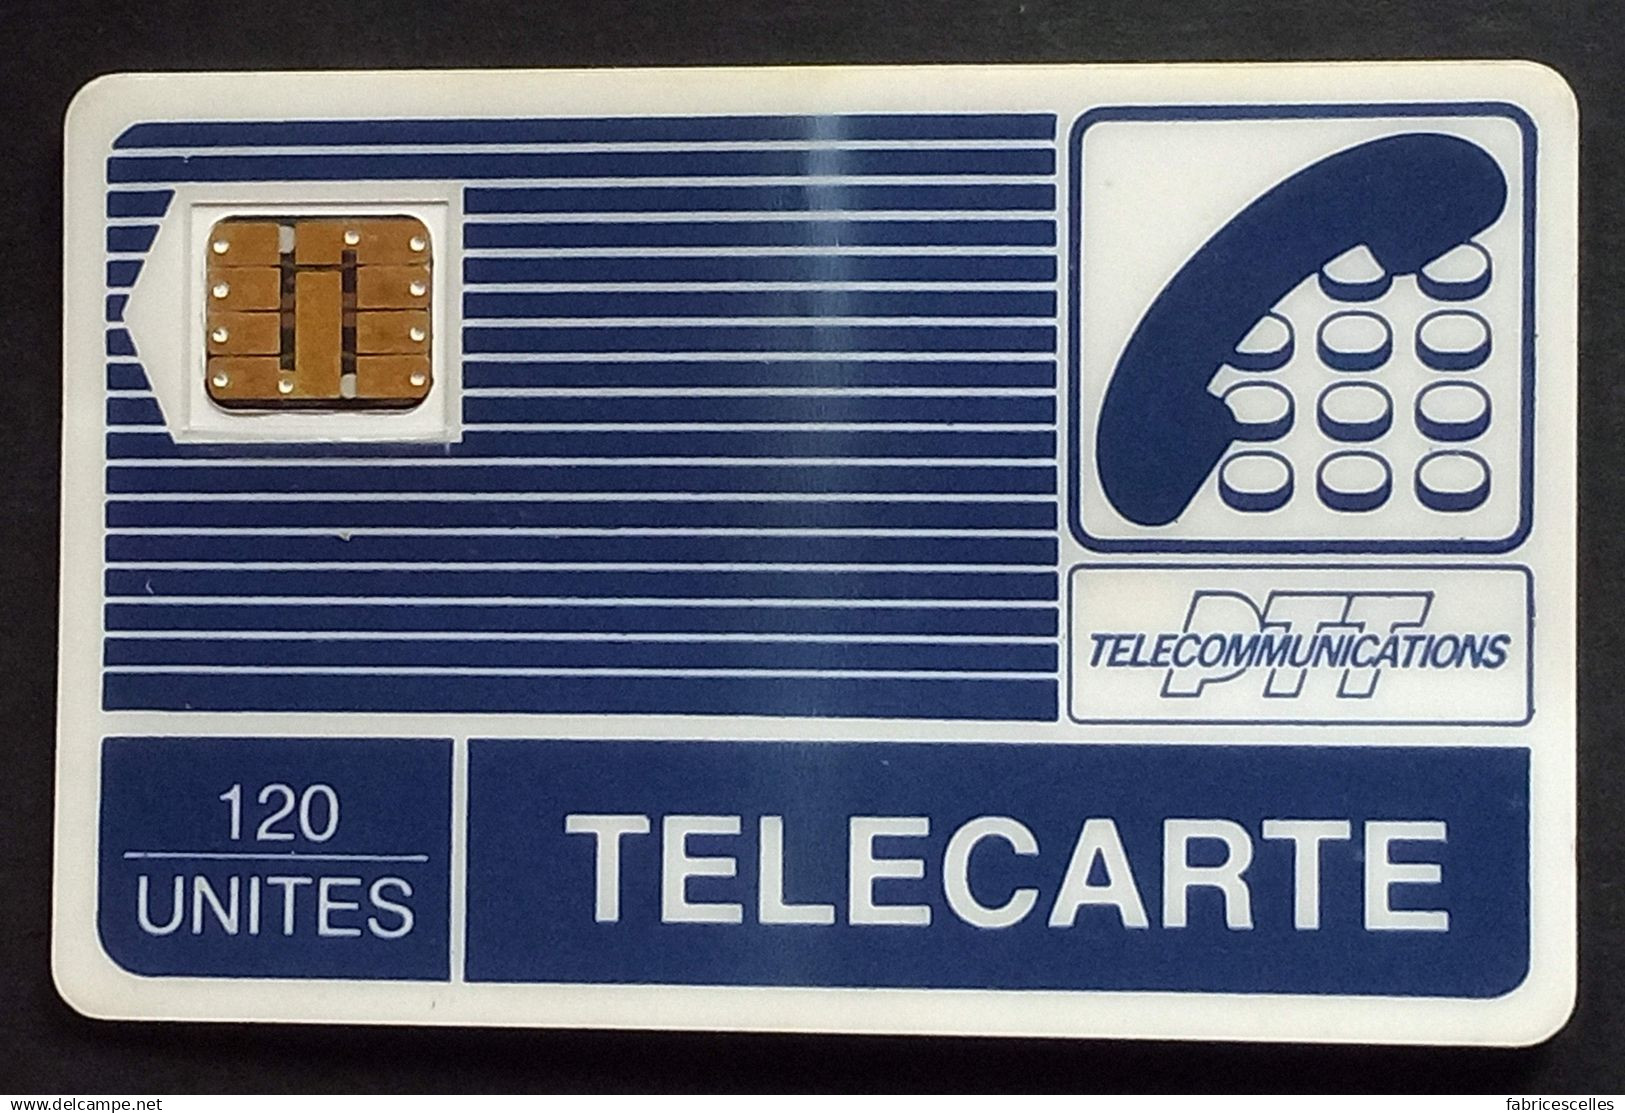 PTT
TELECOMMUNICATIONS
120
UNITES
TELECARTE
www.delcampe.net
fabricescelles